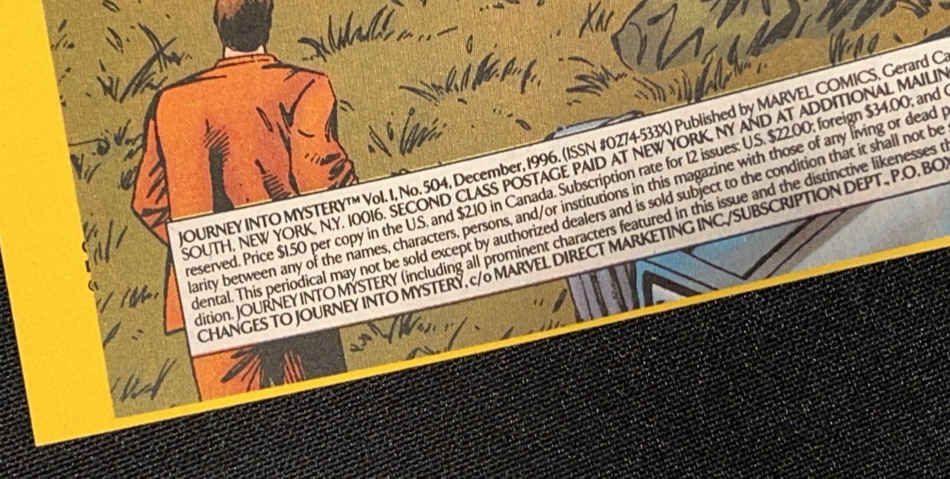 JOURNEY INTO MYSTERY™ Vol. 1, No. 504, December, 1996. (ISSN #0274-533X) Published by MARVEL COMICS, Gerard
SOUTH, NEW YORK, N.Y. 10016. SECOND CLASS POSTAGE PAID AT NEW YORK, NY AND AT ADDITIONAL MAILIN
reserved. Price $1.50 per copy in the U.S. and $2.10 in Canada. Subscription rate for 12 issues: U.S. $22.00; foreign $34.00; and
larity between any of the names, characters, persons, and/or institutions in this magazine with those of any living or dead
dental. This periodical may not be sold except by authorized dealers and is sold subject to the condition that it shall not be
dition. JOURNEY INTO MYSTERY (including all prominent characters featured in this issue and the distinctive likenesses
CHANGES TO JOURNEY INTO MYSTERY, c/o MARVEL DIRECT MARKETING INC./SUBSCRIPTION DEPT., P.O. BO